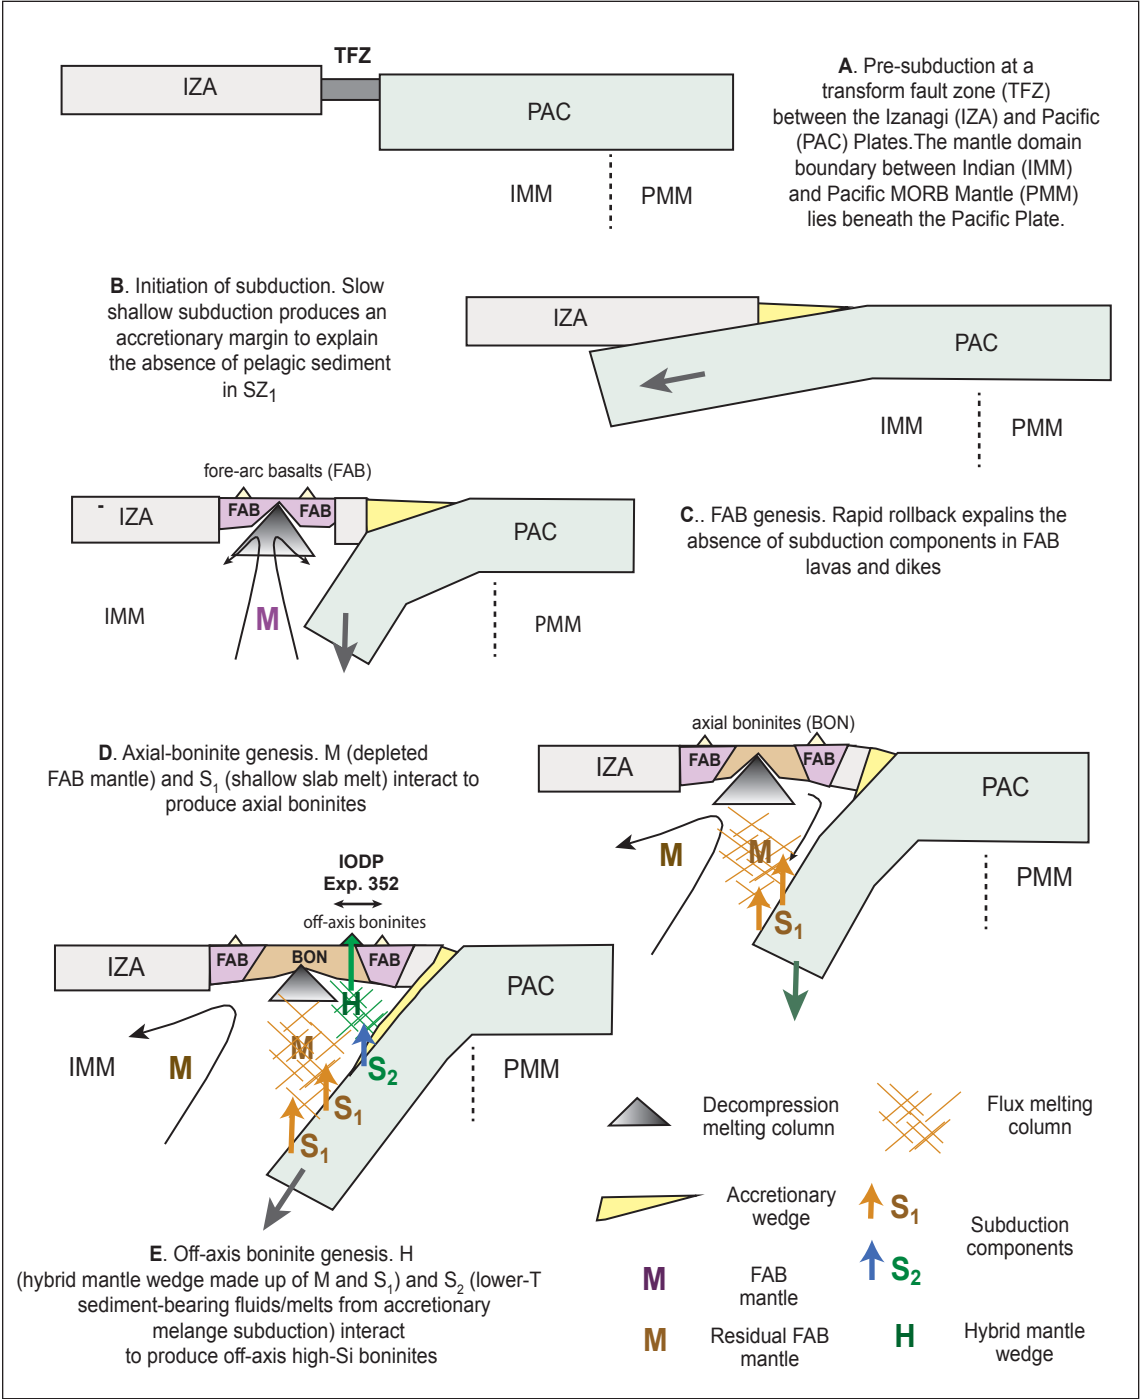 TFZ
IZA
PAC
IMM
PMM
A. Pre-subduction at a
transform fault zone (TFZ)
between the Izanagi (IZA) and Pacific
(PAC) Plates.The mantle domain
boundary between Indian (IMM)
and Pacific MORB Mantle (PMM)
lies beneath the Pacific Plate.
B. Initiation of subduction. Slow
shallow subduction produces an
accretionary margin to explain
the absence of pelagic sediment
in SZ1
IZA
PAC
IMM
PMM
fore-arc basalts (FAB)
- IZA
FAB
FAB
PAC
IMM
M
PMM
C.. FAB genesis. Rapid rollback expalins the
absence of subduction components in FAB
lavas and dikes
D. Axial-boninite genesis. M (depleted
FAB mantle) and S1 (shallow slab melt) interact to
produce axial boninites
axial boninites (BON)
IZA
FAB
FAB
PAC
M
M
S1
PMM
IODP
Exp. 352
off-axis boninites
IZA
FAB
BON
FAB
PAC
H
M
S2
IMM
M
PMM
S1
S1
E. Off-axis boninite genesis. H
(hybrid mantle wedge made up of M and S1) and S2 (lower-T
sediment-bearing fluids/melts from accretionary
melange subduction) interact
to produce off-axis high-Si boninites
Decompression
melting column
Flux melting
column
Accretionary
wedge
S1
S2
Subduction
components
M
FAB
mantle
M
Residual FAB
mantle
H
Hybrid mantle
wedge